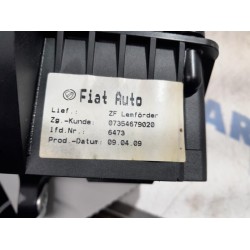 Fiat Auto
Lief.: ZF Lemförder
Zg.-Kunde: 07354679020
lfd.Nr.: 6473
Prod.-Datum: 09.04.09